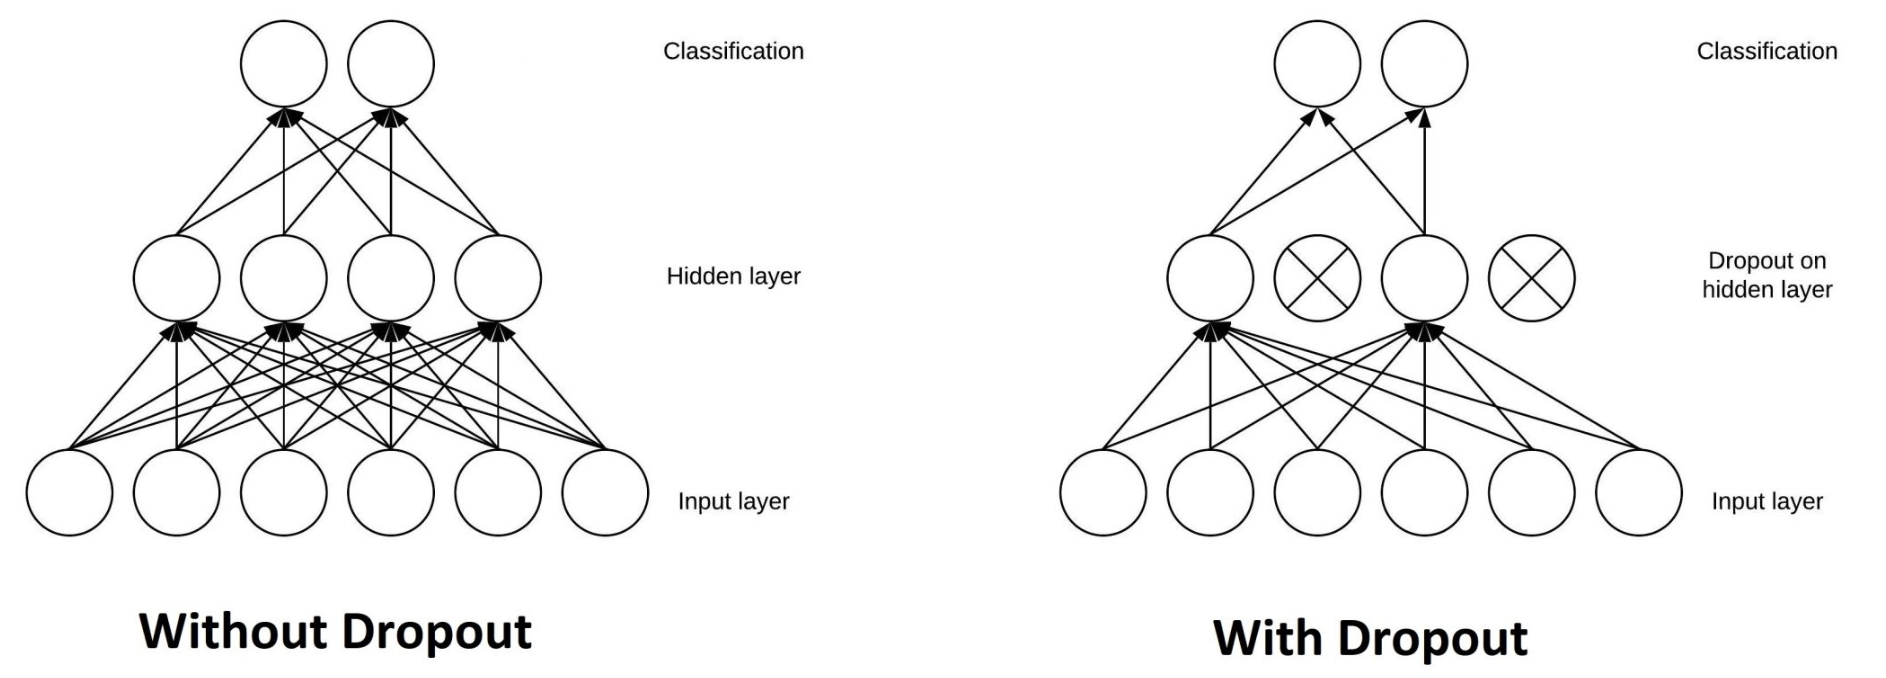 Classification
Hidden layer
Input layer
Without Dropout
Classification
Dropout on
hidden layer
Input layer
With Dropout